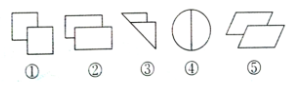 ① ② ③ ④ ⑤